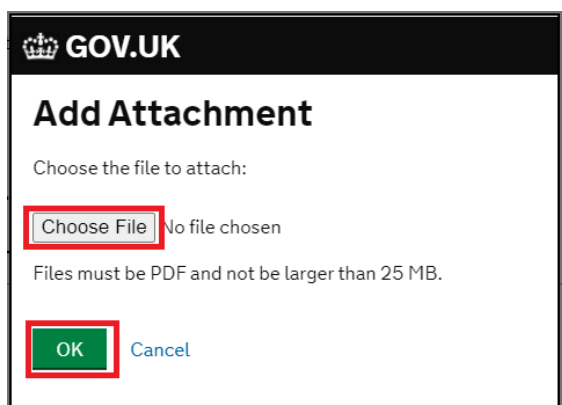 GOV.UK
Add Attachment
Choose the file to attach:
Choose File No file chosen
Files must be PDF and not be larger than 25 MB.
OK Cancel